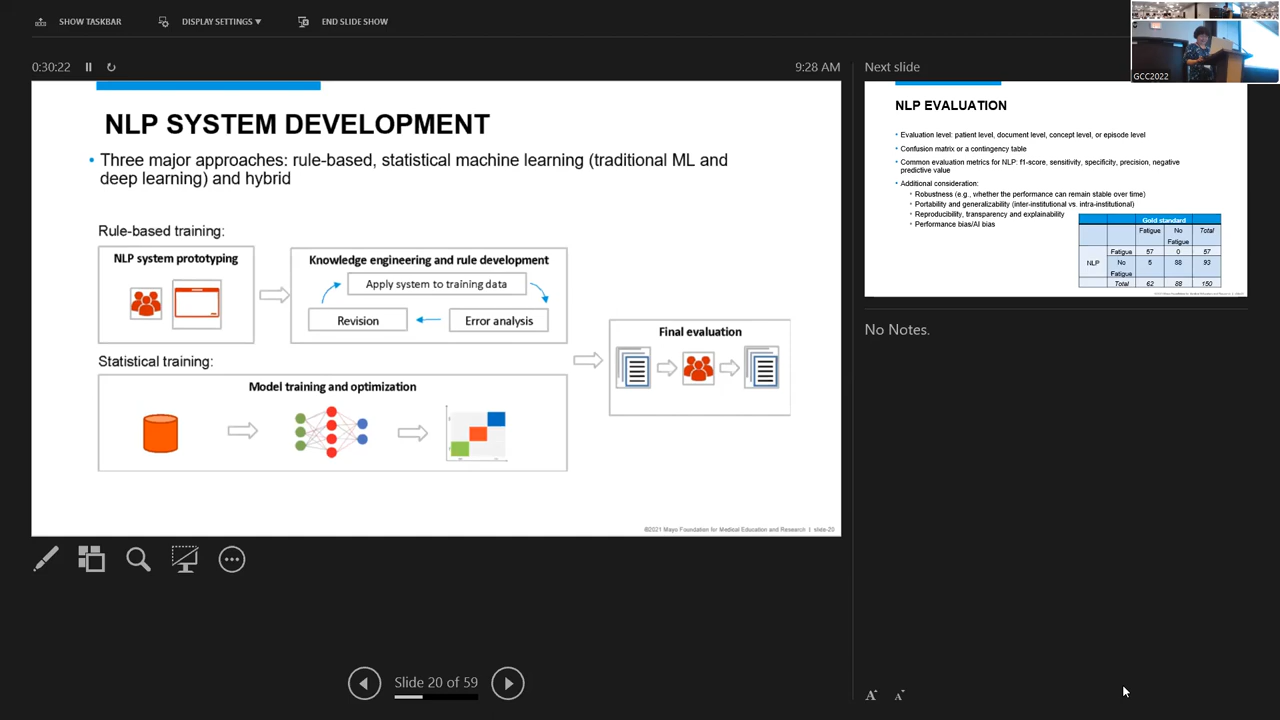 SHOW TASKBAR
DISPLAY SETTINGS ▼
END SLIDE SHOW
0:30:22
9:28 AM
NLP SYSTEM DEVELOPMENT
• Three major approaches: rule-based, statistical machine learning (traditional ML and
deep learning) and hybrid
Rule-based training:
NLP system prototyping
Knowledge engineering and rule development
Apply system to training data
Revision
Error analysis
Statistical training:
Model training and optimization
Final evaluation
©2021 Mayo Foundation for Medical Education and Research | slide-20
Slide 20 of 59
Next slide
GCC2022
NLP EVALUATION
• Evaluation level: patient level, document level, concept level, or episode level
• Confusion matrix or a contingency table
• Common evaluation metrics for NLP: f1-score, sensitivity, specificity, precision, negative
predictive value
• Additional consideration:
• Robustness (e.g., whether the performance can remain stable over time)
• Portability and generalizability (inter-institutional vs. intra-institutional)
• Reproducibility, transparency and explainability
• Performance bias/AI bias
Gold standard
Fatigue No Fatigue Total
NLP Fatigue 57 0 57
No Fatigue 5 88 93
Total 62 88 150
No Notes.
A A